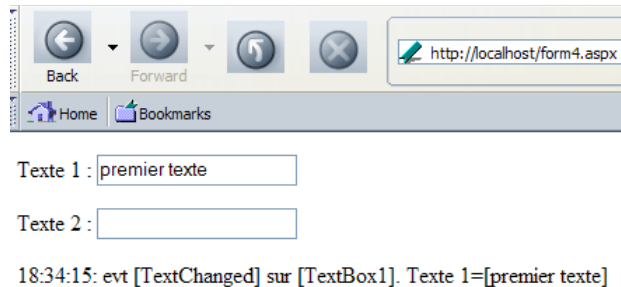 Back Forward http://localhost/form4.aspx
Home Bookmarks
Texte 1 : premier texte
Texte 2 :
18:34:15: evt [TextChanged] sur [TextBox1]. Texte 1=[premier texte]